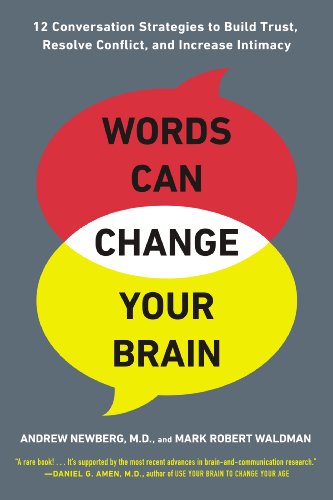 12 Conversation Strategies to Build Trust,
Resolve Conflict, and Increase Intimacy
WORDS
CAN
CHANGE
YOUR
BRAIN
ANDREW NEWBERG, M.D., and MARK ROBERT WALDMAN
"A rare book! . . . It's supported by the most recent advances in brain-and-communication research."
—DANIEL G. AMEN, M.D., author of USE YOUR BRAIN TO CHANGE YOUR AGE